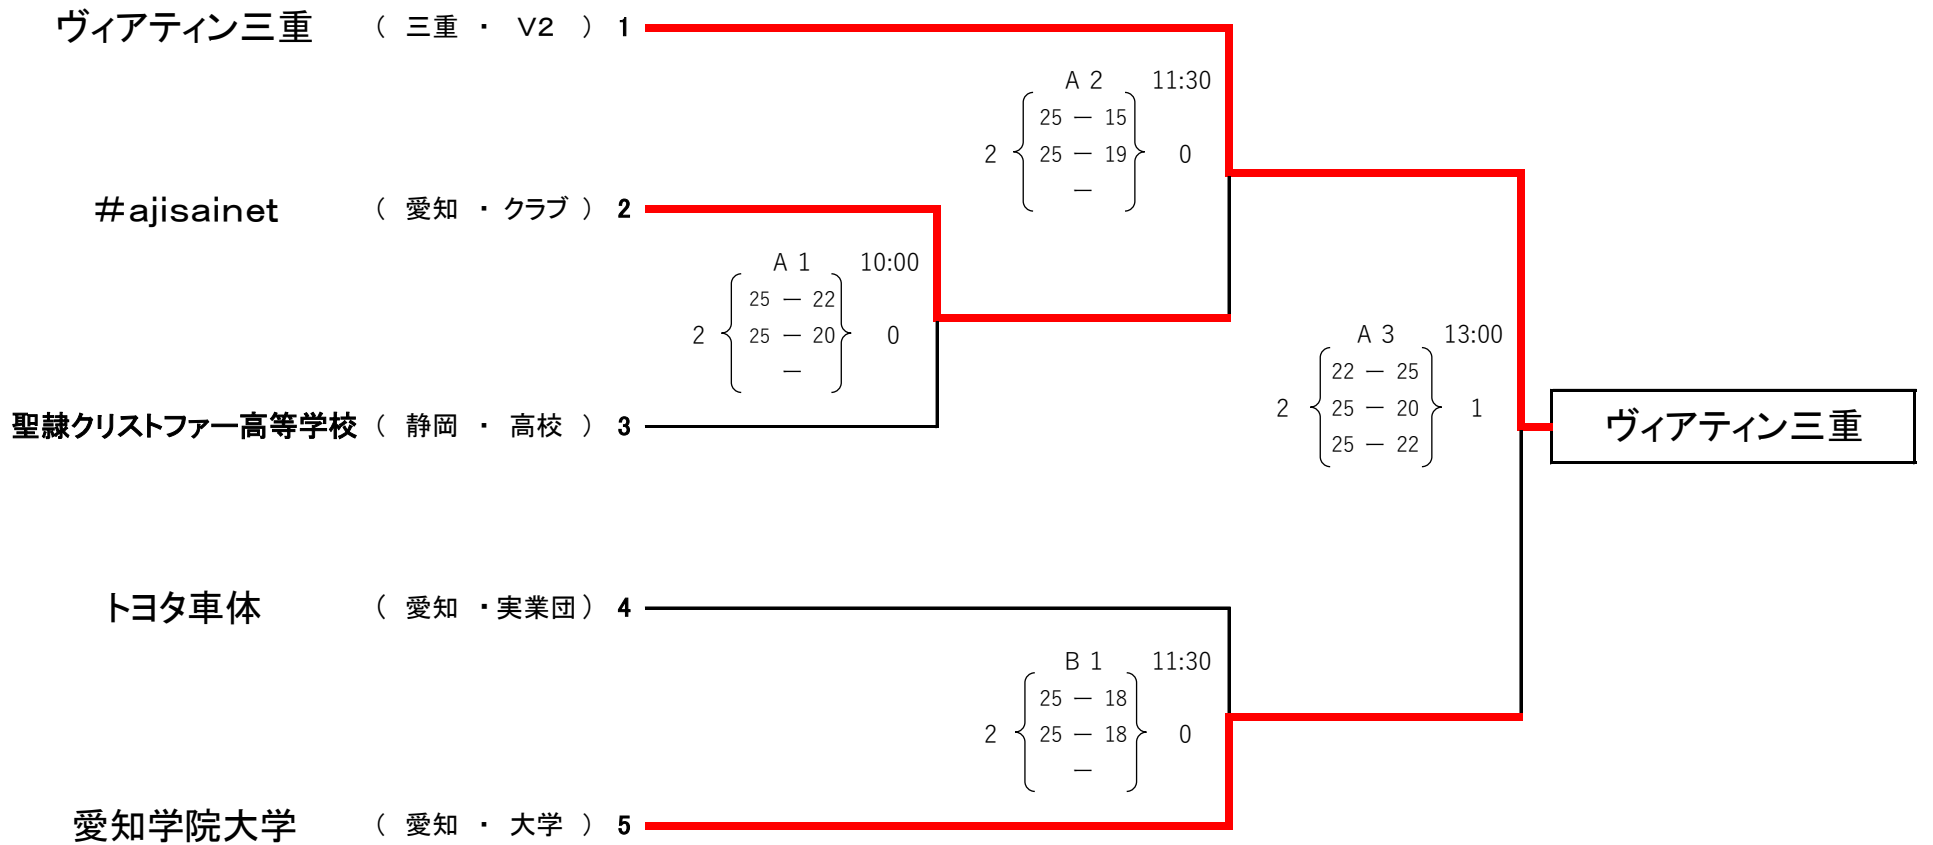 ヴィアティン三重 （ 三重 ・ V2 ） 1
A 2 11:30
25 － 15
2 25 － 19 0
－
＃ajisainet （ 愛知 ・ クラブ ） 2
A 1 10:00
25 － 22
2 25 － 20 0
－
A 3 13:00
22 － 25
2 25 － 20 1
25 － 22
ヴィアティン三重
聖隷クリストファー高等学校 （ 静岡 ・ 高校 ） 3
トヨタ車体 （ 愛知 ・ 実業団 ） 4
B 1 11:30
25 － 18
2 25 － 18 0
－
愛知学院大学 （ 愛知 ・ 大学 ） 5